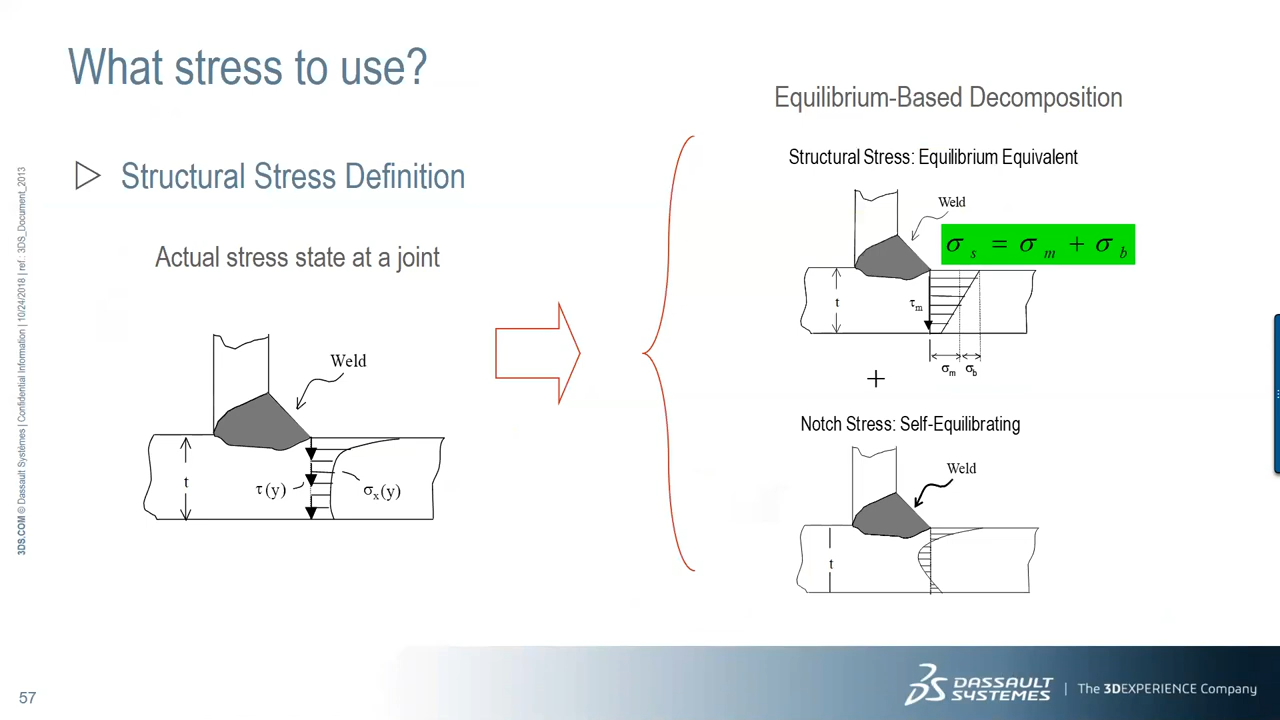 What stress to use?
Equilibrium-Based Decomposition
Structural Stress: Equilibrium Equivalent
Structural Stress Definition
Weld
σs = σm + σb
Actual stress state at a joint
t
τm
σm
σb
Weld
+
Notch Stress: Self-Equilibrating
Weld
t
τ(y)
σx(y)
t
3DS.COM © Dassault Systèmes | Confidential Information | 10/24/2018 | ref.: 3DS_Document_2013
57
DASSAULT SYSTEMES | The 3DEXPERIENCE Company